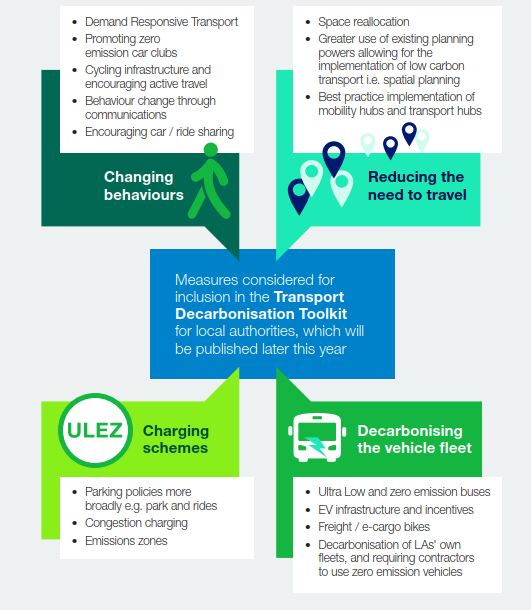 • Demand Responsive Transport
• Promoting zero
emission car clubs
• Cycling infrastructure and
encouraging active travel
• Behaviour change through
communications
• Encouraging car / ride sharing
Changing
behaviours
• Space reallocation
• Greater use of existing planning
powers allowing for the
implementation of low carbon
transport i.e. spatial planning
• Best practice implementation of
mobility hubs and transport hubs
Reducing the
need to travel
Measures considered for
inclusion in the Transport
Decarbonisation Toolkit
for local authorities, which will
be published later this year
ULEZ
Charging
schemes
• Parking policies more
broadly e.g. park and rides
• Congestion charging
• Emissions zones
Decarbonising
the vehicle fleet
• Ultra Low and zero emission buses
• EV infrastructure and incentives
• Freight / e-cargo bikes
• Decarbonisation of LAs' own
fleets, and requiring contractors
to use zero emission vehicles